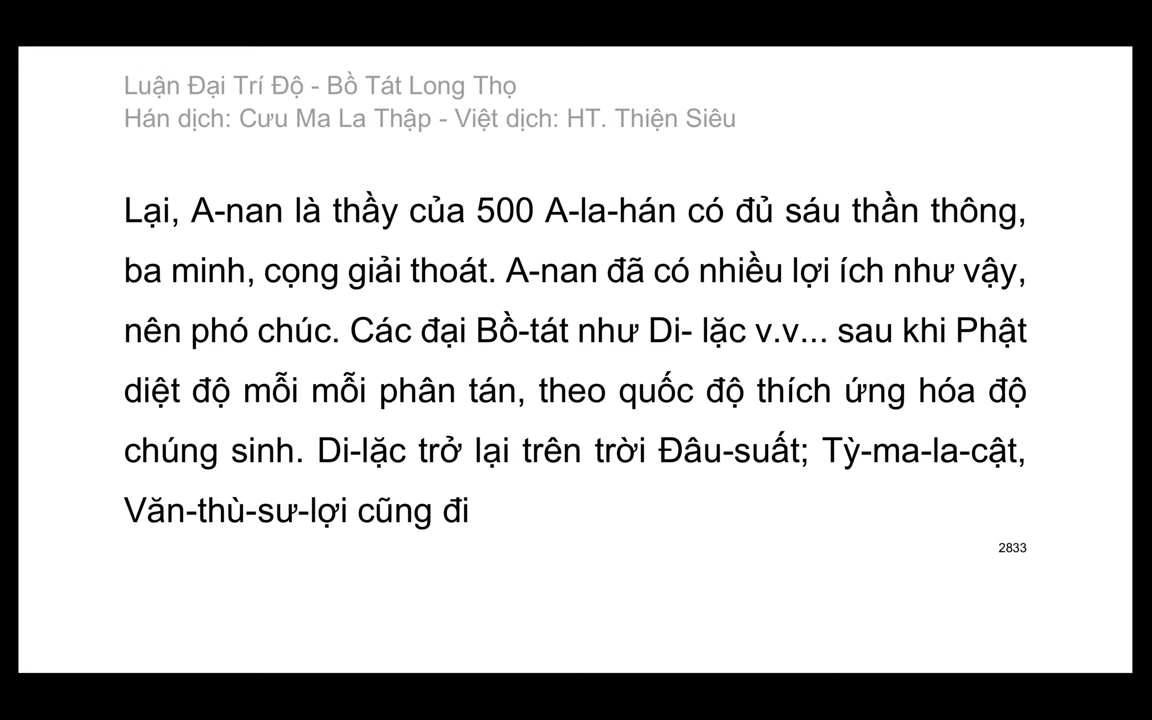 Luận Đại Trí Độ - Bồ Tát Long Thọ
Hán dịch: Cưu Ma La Thập - Việt dịch: HT. Thiện Siêu
Lại, A-nan là thầy của 500 A-la-hán có đủ sáu thần thông,
ba minh, cọng giải thoát. A-nan đã có nhiều lợi ích như vậy,
nên phó chúc. Các đại Bồ-tát như Di- lặc v.v... sau khi Phật
diệt độ mỗi mỗi phân tán, theo quốc độ thích ứng hóa độ
chúng sinh. Di-lặc trở lại trên trời Đâu-suất; Tỳ-ma-la-cật,
Văn-thù-sư-lợi cũng đi
2833